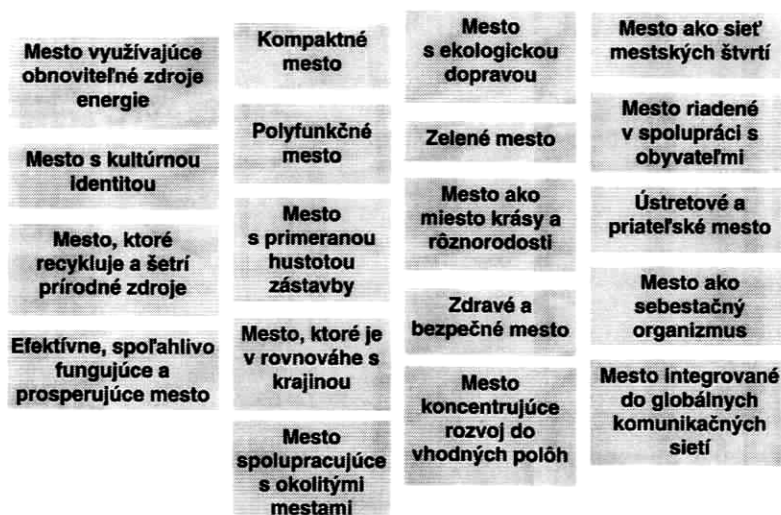 Mesto využívajúce
obnoviteľné zdroje
energie
Mesto s kultúrnou
identitou
Mesto, ktoré
recykluje a šetrí
prírodné zdroje
Efektívne, spoľahlivo
fungujúce a
prosperujúce mesto
Kompaktné
mesto
Polyfunkčné
mesto
Mesto
s primeranou
hustotou
zástavby
Mesto, ktoré je
v rovnováhe s
krajinou
Mesto
spolupracujúce
s okolitými
mestami
Mesto
s ekologickou
dopravou
Zelené mesto
Mesto ako
miesto krásy a
rôznorodosti
Zdravé a
bezpečné mesto
Mesto
koncentrujúce
rozvoj do
vhodných polôh
Mesto ako sieť
mestských štvrtí
Mesto riadené
v spolupráci s
obyvateľmi
Ústretové a
priateľské mesto
Mesto ako
sebestačný
organizmus
Mesto integrované
do globálnych
komunikačných
sietí